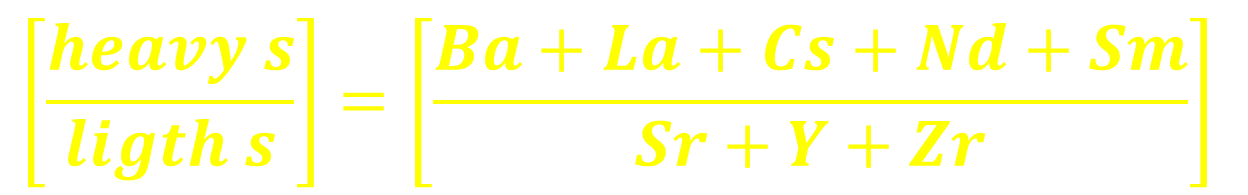 [heavy s / ligth s] = [Ba + La + Cs + Nd + Sm / Sr + Y + Zr]